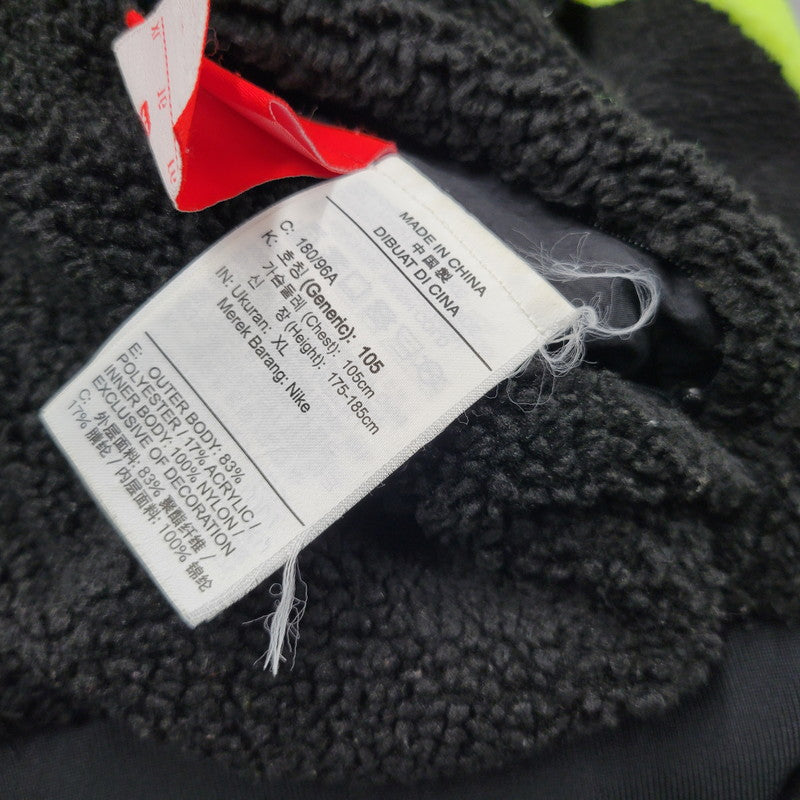 MADE IN CHINA
中国製
DIBUAT DI CINA
C: 180/96A
K: 호칭 (Generic): 105
가슴둘레 (Chest): 105cm
신 장 (Height): 175-185cm
IN: Ukuran: XL
Merek Barang: Nike
E: OUTER BODY: 83%
POLYESTER / 17% ACRYLIC /
INNER BODY: 100% NYLON /
EXCLUSIVE OF DECORATION
C: 外层面料: 83% 聚酯纤维 /
17% 腈纶 / 内层面料: 100% 锦纶